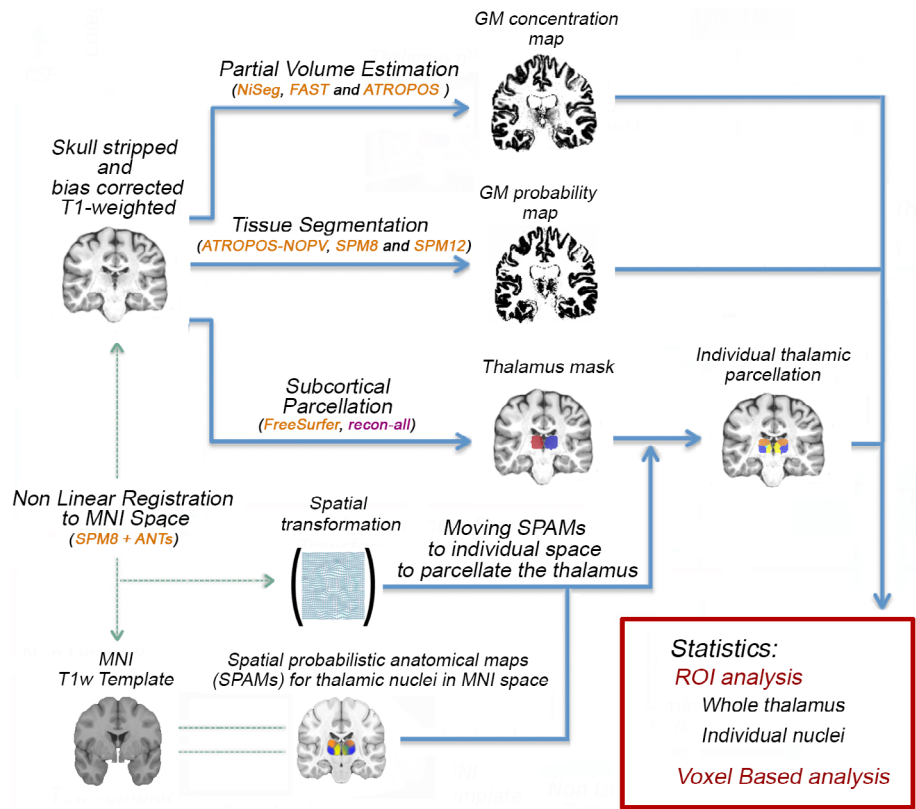 GM concentration
map
Partial Volume Estimation
(NiSeg, FAST and ATROPOS )
Skull stripped
and
bias corrected
T1-weighted
GM probability
map
Tissue Segmentation
(ATROPOS-NOPV, SPM8 and SPM12)
Thalamus mask
Individual thalamic
parcellation
Subcortical
Parcellation
(FreeSurfer, recon-all)
Non Linear Registration
to MNI Space
(SPM8 + ANTs)
Spatial
transformation
Moving SPAMs
to individual space
to parcellate the thalamus
MNI
T1w Template
Spatial probabilistic anatomical maps
(SPAMs) for thalamic nuclei in MNI space
Statistics:
ROI analysis
Whole thalamus
Individual nuclei
Voxel Based analysis